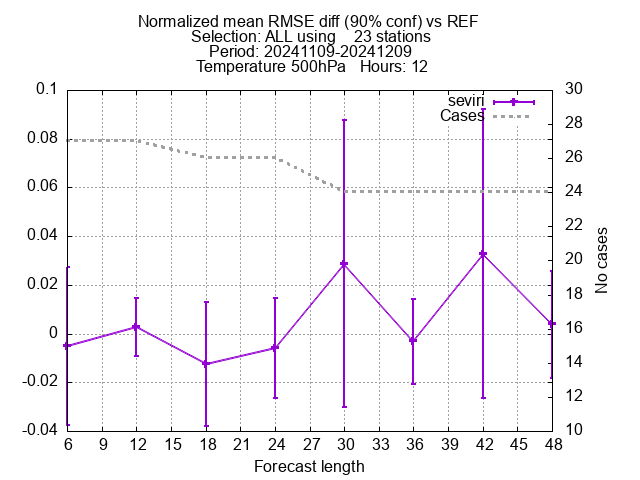 Normalized mean RMSE diff (90% conf) vs REF
Selection: ALL using    23 stations
Period: 20241109-20241209
Temperature 500hPa   Hours: 12
seviri
Cases
0.1
0.08
0.06
0.04
0.02
0
-0.02
-0.04
30
28
26
24
22
20
18
16
14
12
10
No cases
6 9 12 15 18 21 24 27 30 33 36 39 42 45 48
Forecast length